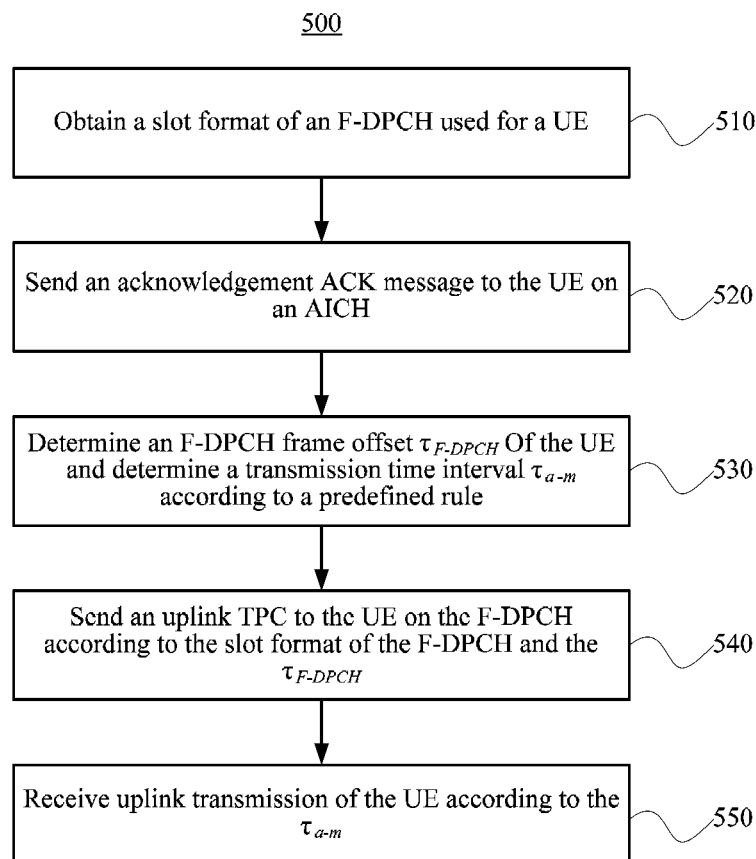 500
Obtain a slot format of an F-DPCH used for a UE
510
Send an acknowledgement ACK message to the UE on
an AICH
520
Determine an F-DPCH frame offset τF-DPCH Of the UE
and determine a transmission time interval τa-m
according to a predefined rule
530
Send an uplink TPC to the UE on the F-DPCH
according to the slot format of the F-DPCH and the
τF-DPCH
540
Receive uplink transmission of the UE according to the
τa-m
550